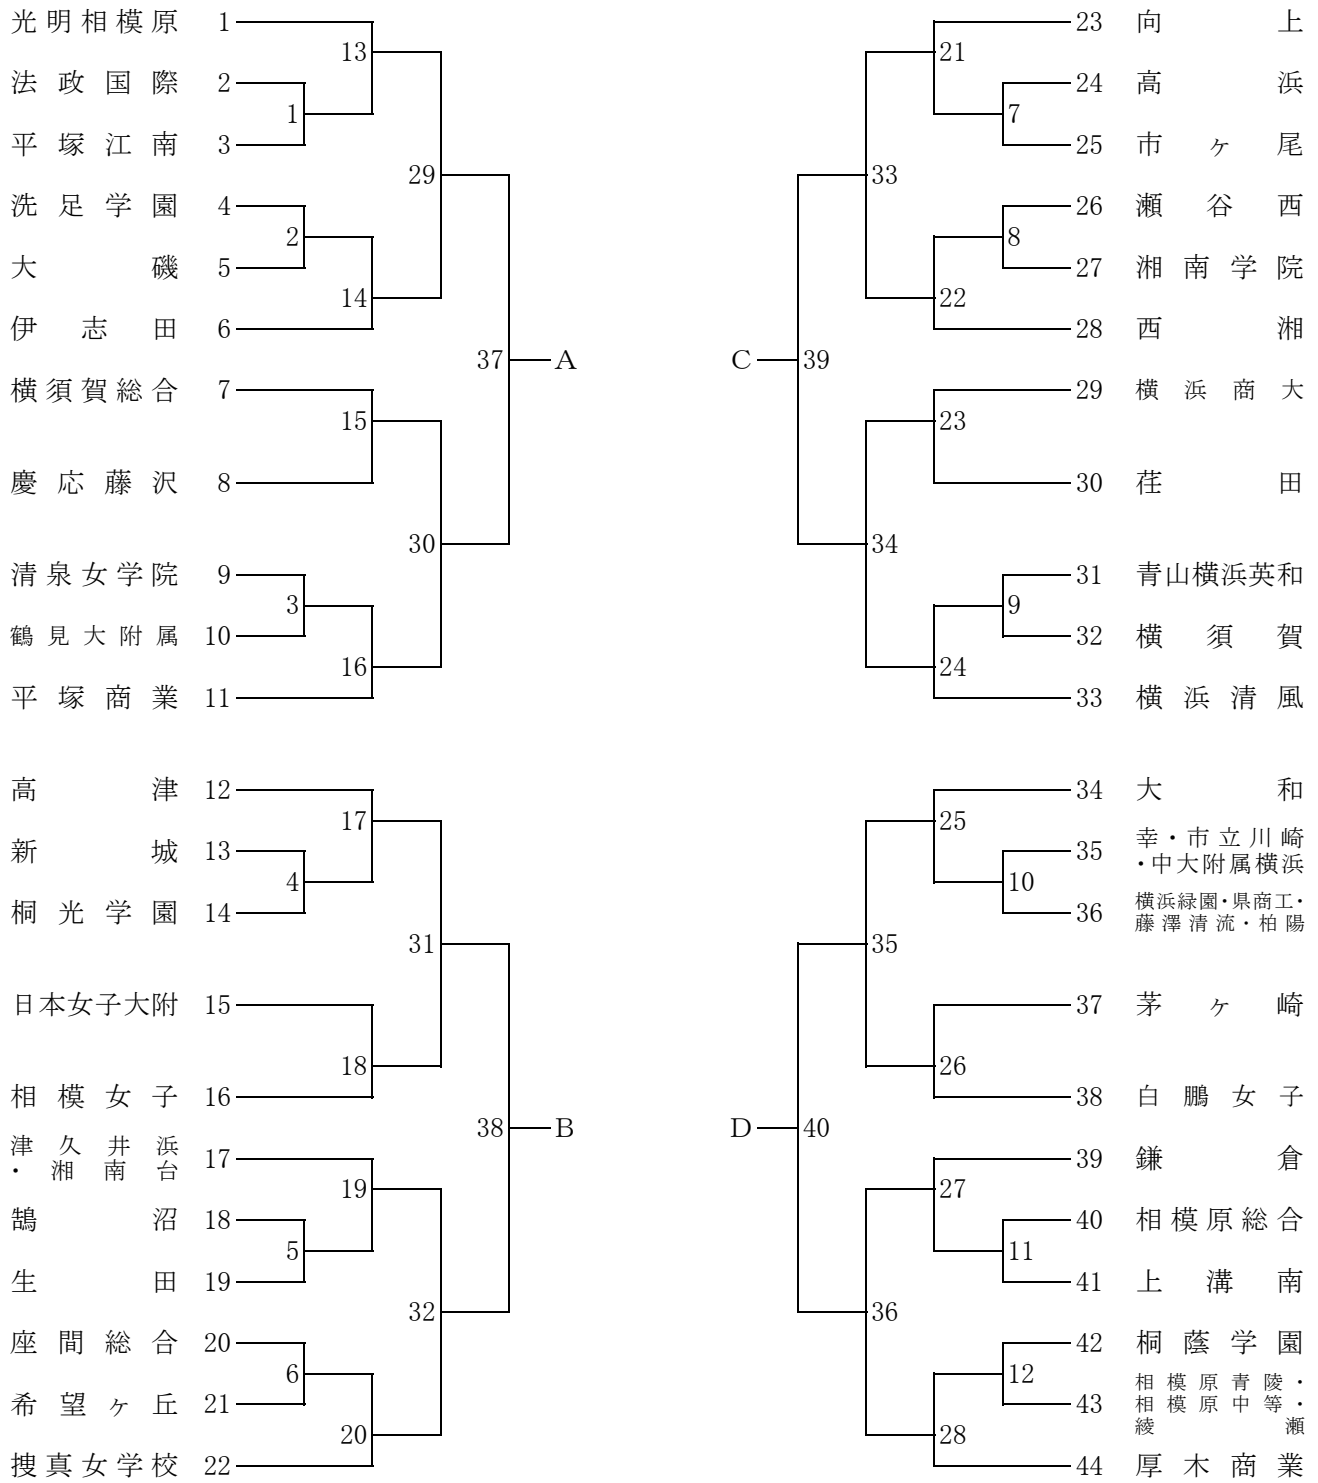 光明相模原 1
13
法政国際 2
1
平塚江南 3
29
洗足学園 4
2
大磯 5
14
伊志田 6
37 A
横須賀総合 7
15
慶応藤沢 8
30
清泉女学院 9
3
鶴見大附属 10
16
平塚商業 11
高津 12
17
新城 13
4
桐光学園 14
31
日本女子大附 15
18
相模女子 16
38 B
津久井浜
・湘南台
17
19
鵠沼 18
5
生田 19
32
座間総合 20
6
希望ヶ丘 21
20
捜真女学校 22
23 向上
21
24 高浜
7
25 市ヶ尾
33
26 瀬谷西
8
27 湘南学院
22
28 西湘
C 39
29 横浜商大
23
30 荏田
34
31 青山横浜英和
9
32 横須賀
24
33 横浜清風
34 大和
25
35
幸・市立川崎
・中大附属横浜
10
36
横浜緑園・県商工・
藤澤清流・柏陽
35
37 茅ヶ崎
26
38 白鵬女子
D 40
39 鎌倉
27
40 相模原総合
11
41 上溝南
36
42 桐蔭学園
12
43
相模原青陵・
相模原中等・
綾瀬
28
44 厚木商業